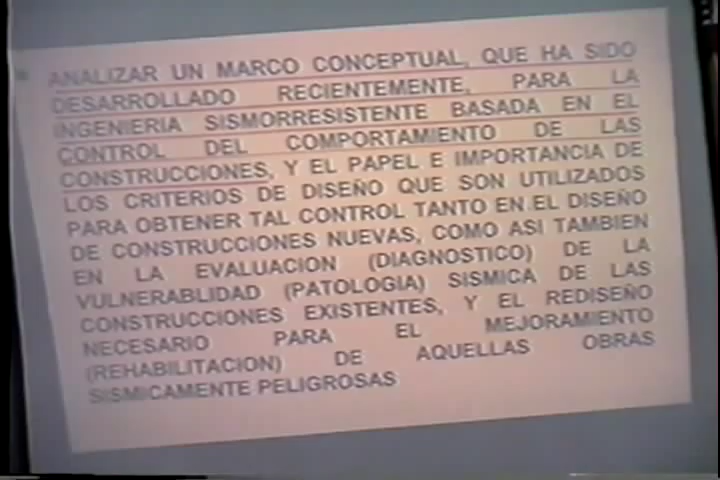 ANALIZAR UN MARCO CONCEPTUAL, QUE HA SIDO
DESARROLLADO RECIENTEMENTE, PARA LA
INGENIERIA SISMORRESISTENTE BASADA EN EL
CONTROL DEL COMPORTAMIENTO DE LAS
CONSTRUCCIONES, Y EL PAPEL E IMPORTANCIA DE
LOS CRITERIOS DE DISEÑO QUE SON UTILIZADOS
PARA OBTENER TAL CONTROL TANTO EN EL DISEÑO
DE CONSTRUCCIONES NUEVAS, COMO ASI TAMBIEN
EN LA EVALUACION (DIAGNOSTICO) DE LA
VULNERABLIDAD (PATOLOGIA) SISMICA DE LAS
CONSTRUCCIONES EXISTENTES, Y EL REDISEÑO
NECESARIO PARA EL MEJORAMIENTO
(REHABILITACION) DE AQUELLAS OBRAS
SISMICAMENTE PELIGROSAS